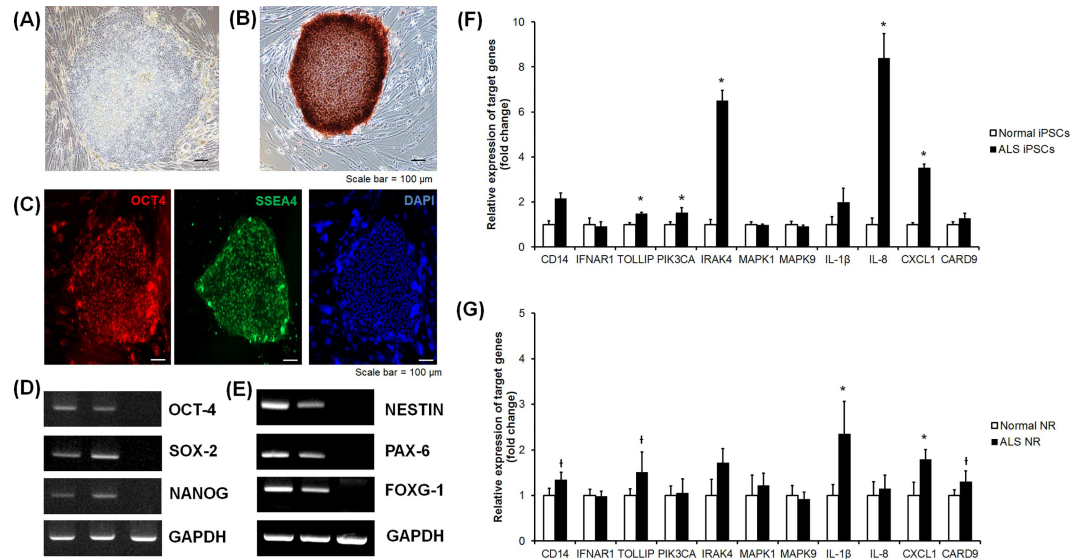 (A)
(B)
Scale bar = 100 µm
(C)
OCT4
SSEA4
DAPI
Scale bar = 100 µm
(D)
OCT-4
SOX-2
NANOG
GAPDH
(E)
NESTIN
PAX-6
FOXG-1
GAPDH
(F)
Relative expression of target genes
(fold change)
10
8
6
4
2
0
* * * * *
CD14 IFNAR1 TOLLIP PIK3CA IRAK4 MAPK1 MAPK9 IL-1β IL-8 CXCL1 CARD9
Normal iPSCs
ALS iPSCs
(G)
Relative expression of target genes
(fold change)
5
4
3
2
1
0
ƚ ƚ * * ƚ
CD14 IFNAR1 TOLLIP PIK3CA IRAK4 MAPK1 MAPK9 IL-1β IL-8 CXCL1 CARD9
Normal NR
ALS NR